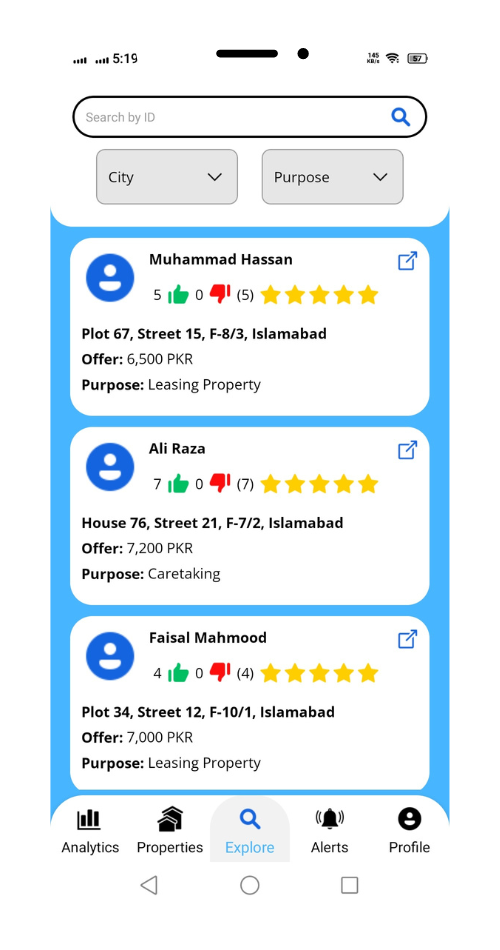 5:19
145
KB/s
57
Search by ID
City
Purpose
Muhammad Hassan
5 0 (5)
Plot 67, Street 15, F-8/3, Islamabad
Offer: 6,500 PKR
Purpose: Leasing Property
Ali Raza
7 0 (7)
House 76, Street 21, F-7/2, Islamabad
Offer: 7,200 PKR
Purpose: Caretaking
Faisal Mahmood
4 0 (4)
Plot 34, Street 12, F-10/1, Islamabad
Offer: 7,000 PKR
Purpose: Leasing Property
Analytics Properties Explore Alerts Profile